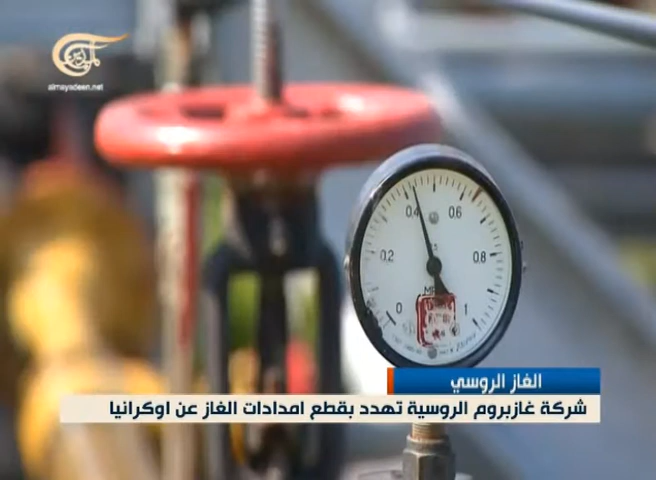 الميادين
almayadeen.net
0.4
0.6
0.2
0.8
0
1
الغاز الروسي
شركة غازبروم الروسية تهدد بقطع امدادات الغاز عن اوكرانيا